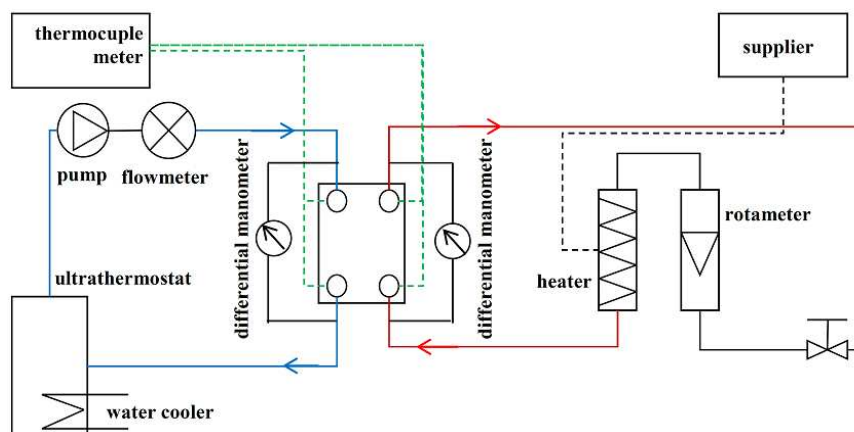 thermocuple
meter
supplier
pump
flowmeter
differential manometer
differential manometer
rotameter
heater
ultrathermostat
water cooler